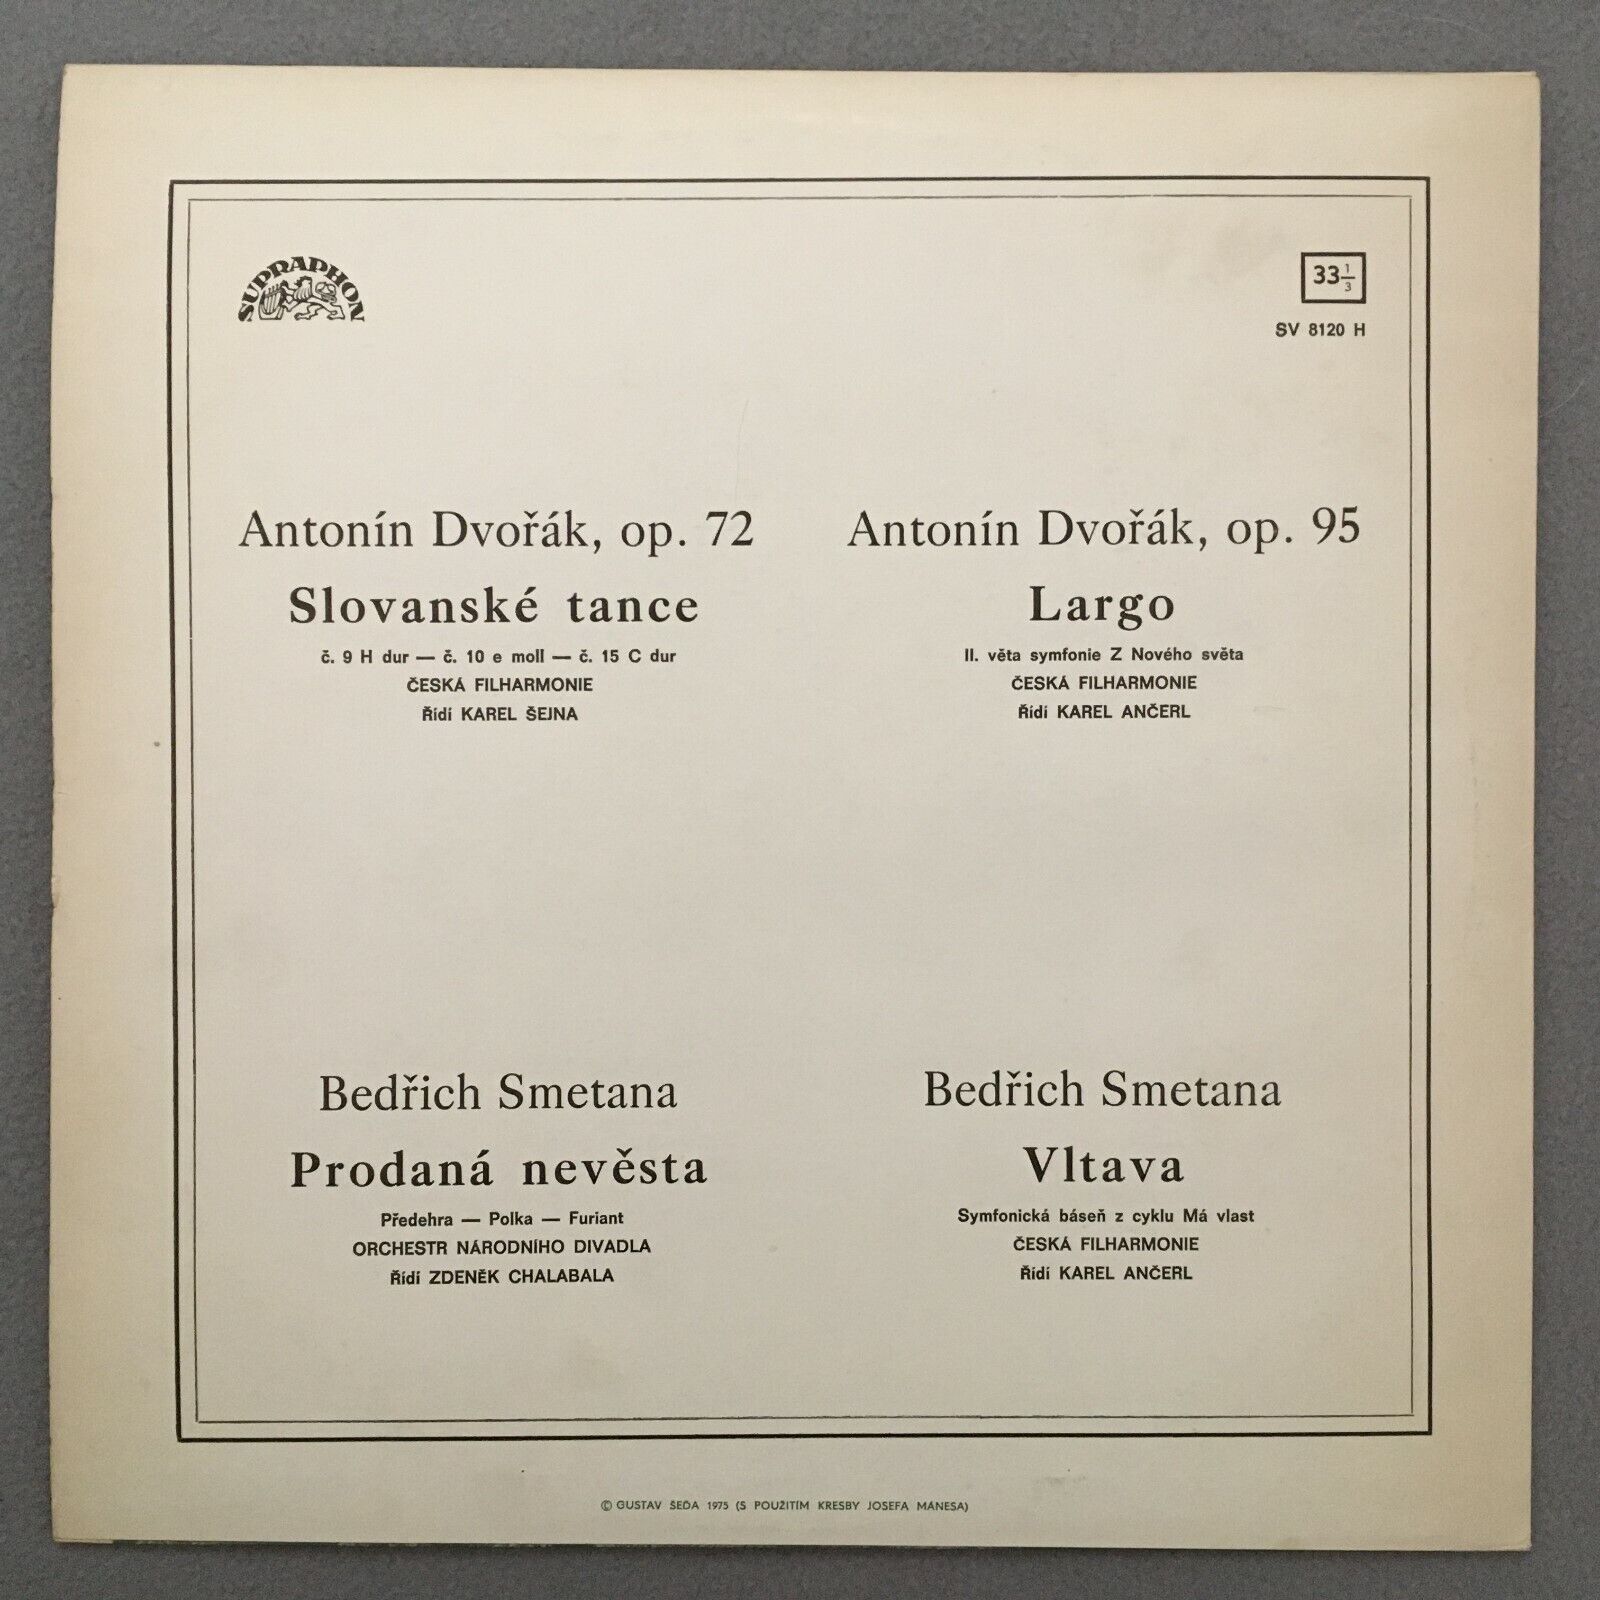 SUPRAPHON
33 1/3
SV 8120 H
Antonín Dvořák, op. 72
Slovanské tance
č. 9 H dur — č. 10 e moll — č. 15 C dur
ČESKÁ FILHARMONIE
Řídí KAREL ŠEJNA
Antonín Dvořák, op. 95
Largo
II. věta symfonie Z Nového světa
ČESKÁ FILHARMONIE
Řídí KAREL ANČERL
Bedřich Smetana
Prodaná nevěsta
Předehra — Polka — Furiant
ORCHESTR NÁRODNÍHO DIVADLA
Řídí ZDENĚK CHALABALA
Bedřich Smetana
Vltava
Symfonická báseň z cyklu Má vlast
ČESKÁ FILHARMONIE
Řídí KAREL ANČERL
© GUSTAV ŠEDA 1975 (S POUŽITÍM KRESBY JOSEFA MÁNESA)